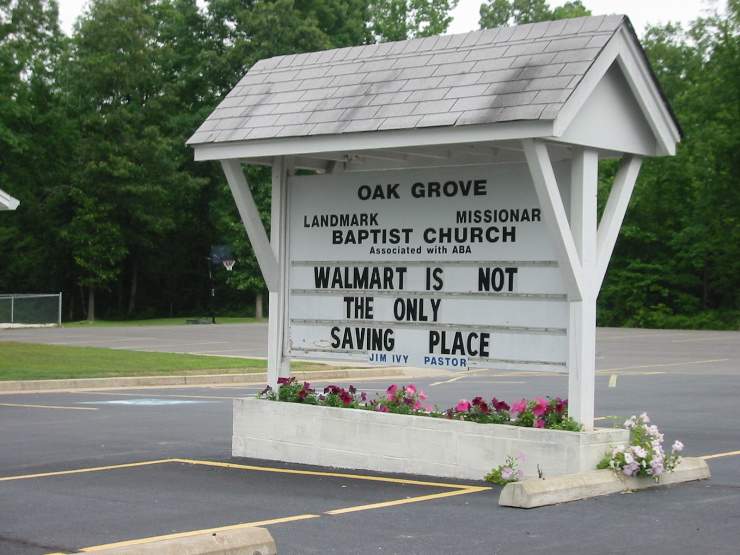 OAK GROVE
LANDMARK MISSIONAR
BAPTIST CHURCH
Associated with ABA
WALMART IS NOT
THE ONLY
SAVING PLACE
JIM IVY PASTOR